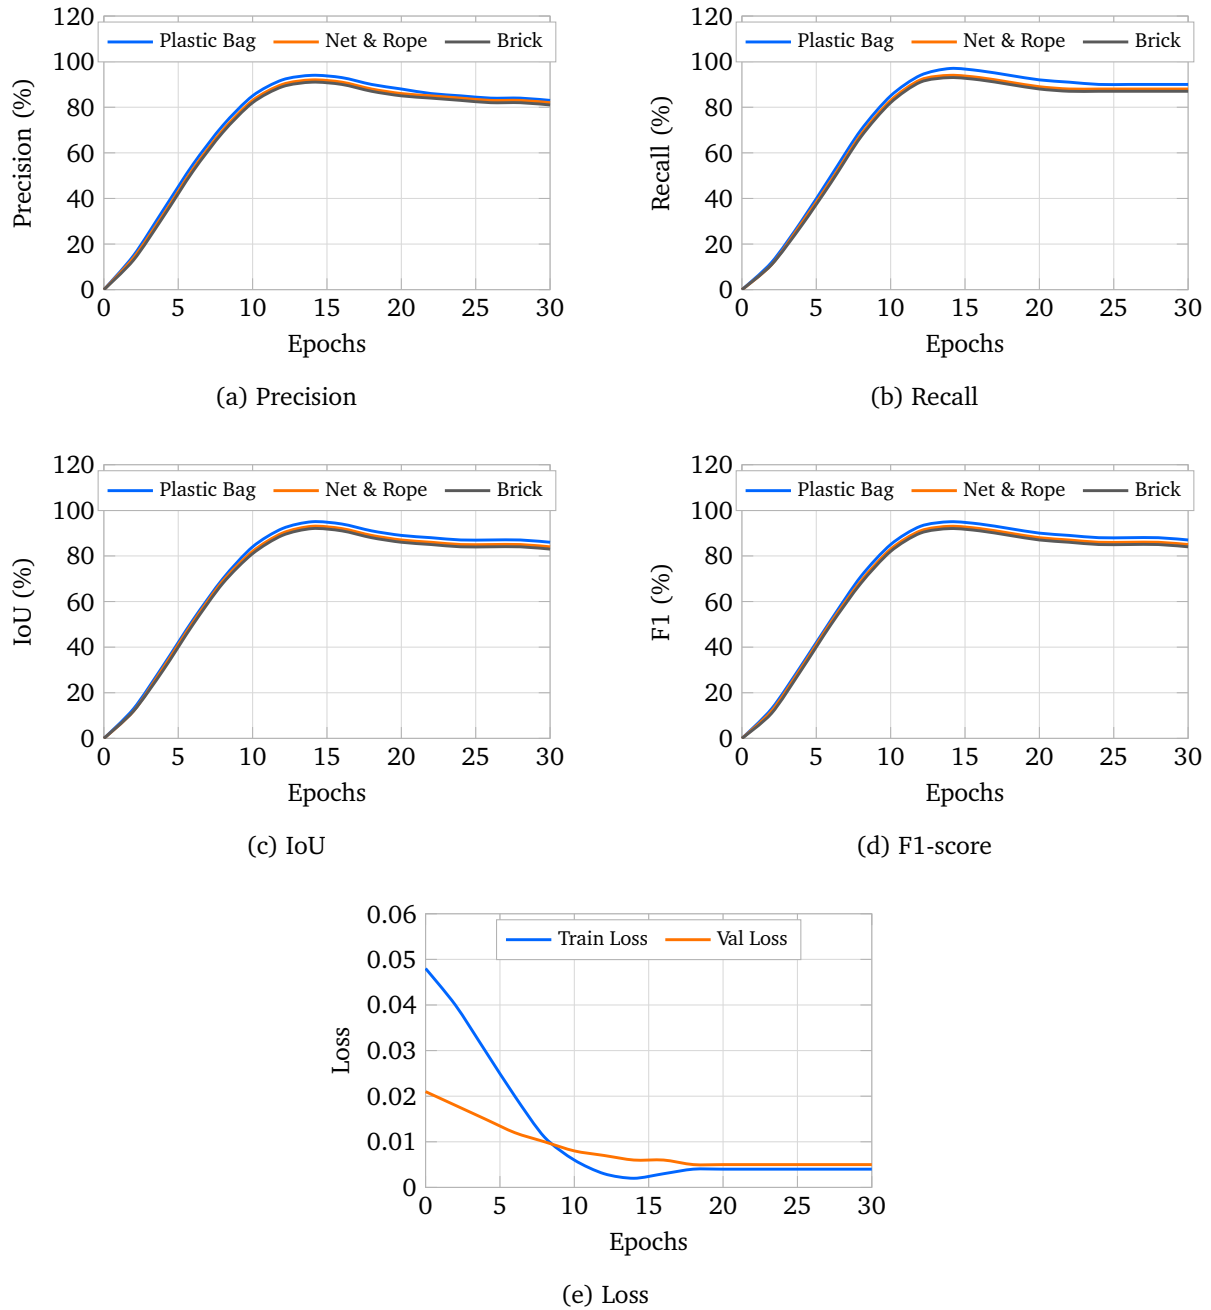 120
100
80
60
40
20
0
Precision (%)
Plastic Bag Net & Rope Brick
0 5 10 15 20 25 30
Epochs
(a) Precision
120
100
80
60
40
20
0
Recall (%)
Plastic Bag Net & Rope Brick
0 5 10 15 20 25 30
Epochs
(b) Recall
120
100
80
60
40
20
0
IoU (%)
Plastic Bag Net & Rope Brick
0 5 10 15 20 25 30
Epochs
(c) IoU
120
100
80
60
40
20
0
F1 (%)
Plastic Bag Net & Rope Brick
0 5 10 15 20 25 30
Epochs
(d) F1-score
0.06
0.05
0.04
0.03
0.02
0.01
0
Loss
Train Loss Val Loss
0 5 10 15 20 25 30
Epochs
(e) Loss